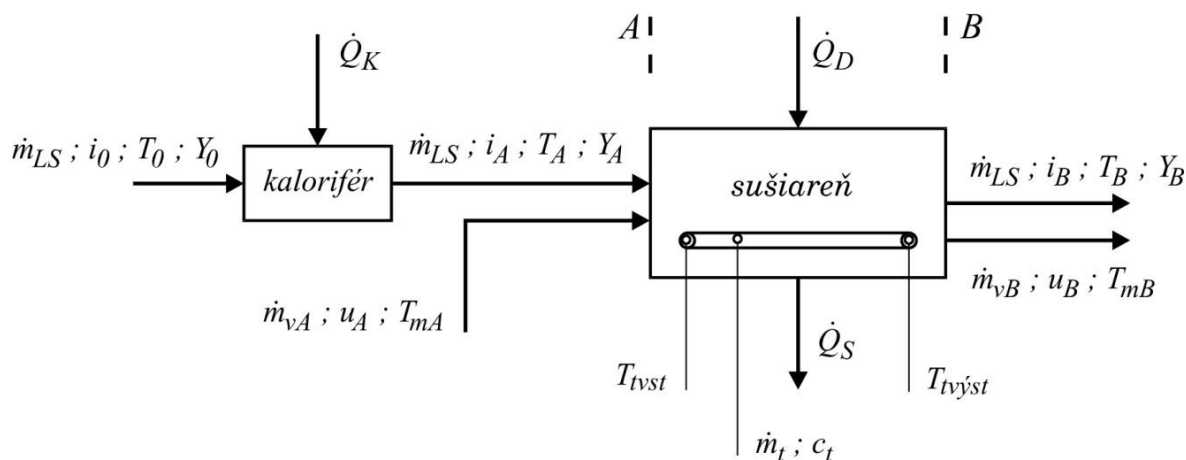 A B
Q̇_K Q̇_D
ṁ_LS ; i_0 ; T_0 ; Y_0 ṁ_LS ; i_A ; T_A ; Y_A
kalorifér sušiareň ṁ_LS ; i_B ; T_B ; Y_B
ṁ_vA ; u_A ; T_mA ṁ_vB ; u_B ; T_mB
Q̇_S
T_tvst T_tvýst
ṁ_t ; c_t